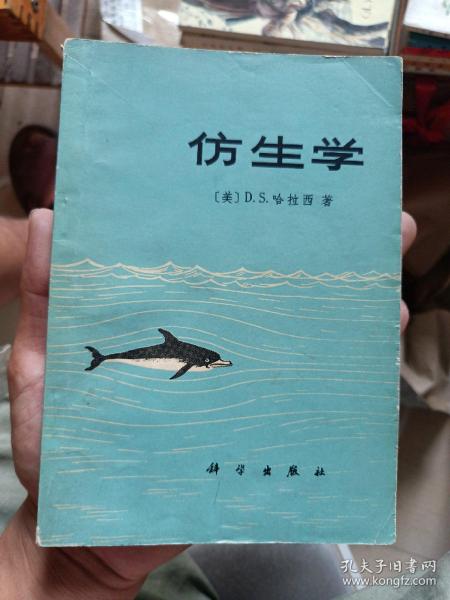 仿生学
〔美〕D.S.哈拉西 著
科学出版社
孔夫子旧书网
www.kongfz.com